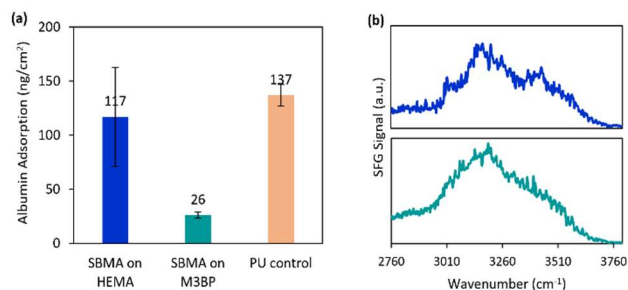 (a)
200
150
100
50
0
Albumin Adsorption (ng/cm²)
117
26
137
SBMA on HEMA
SBMA on M3BP
PU control
(b)
SFG Signal (a.u.)
2760 3010 3260 3510 3760
Wavenumber (cm⁻¹)